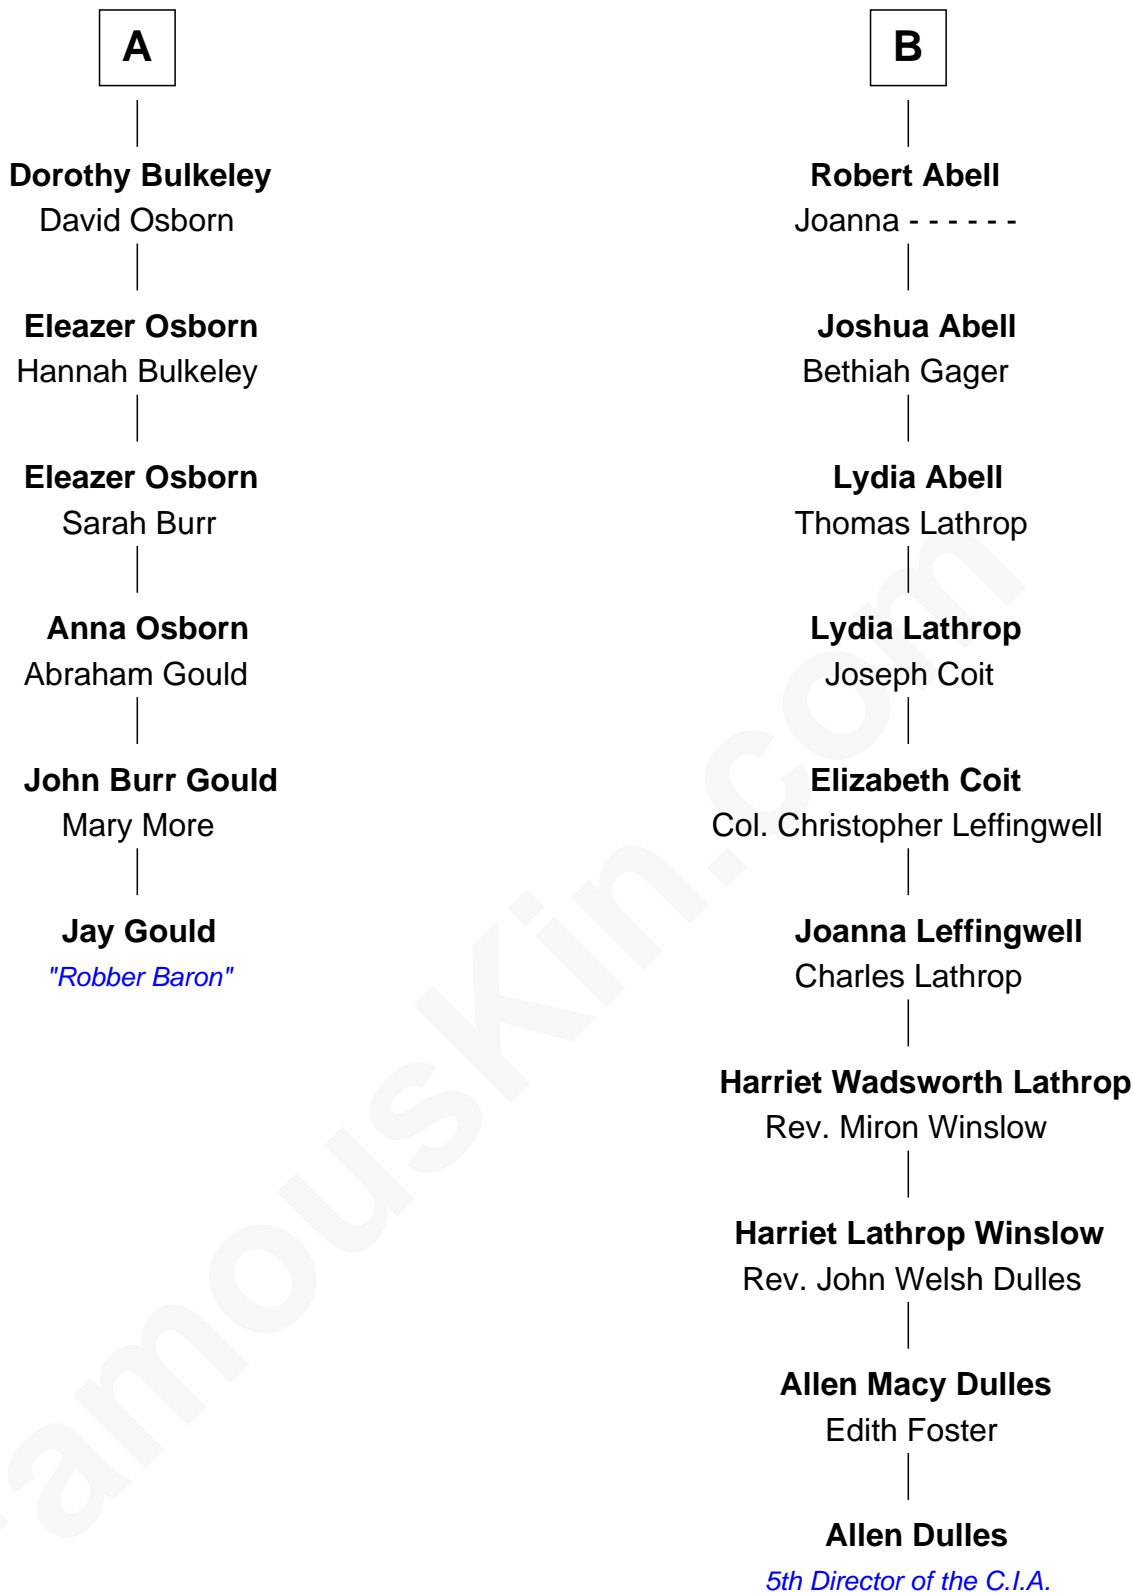 A
Dorothy Bulkeley
David Osborn
Eleazer Osborn
Hannah Bulkeley
Eleazer Osborn
Sarah Burr
Anna Osborn
Abraham Gould
John Burr Gould
Mary More
Jay Gould
"Robber Baron"
B
Robert Abell
Joanna - - - - - -
Joshua Abell
Bethiah Gager
Lydia Abell
Thomas Lathrop
Lydia Lathrop
Joseph Coit
Elizabeth Coit
Col. Christopher Leffingwell
Joanna Leffingwell
Charles Lathrop
Harriet Wadsworth Lathrop
Rev. Miron Winslow
Harriet Lathrop Winslow
Rev. John Welsh Dulles
Allen Macy Dulles
Edith Foster
Allen Dulles
5th Director of the C.I.A.
amousKin.com